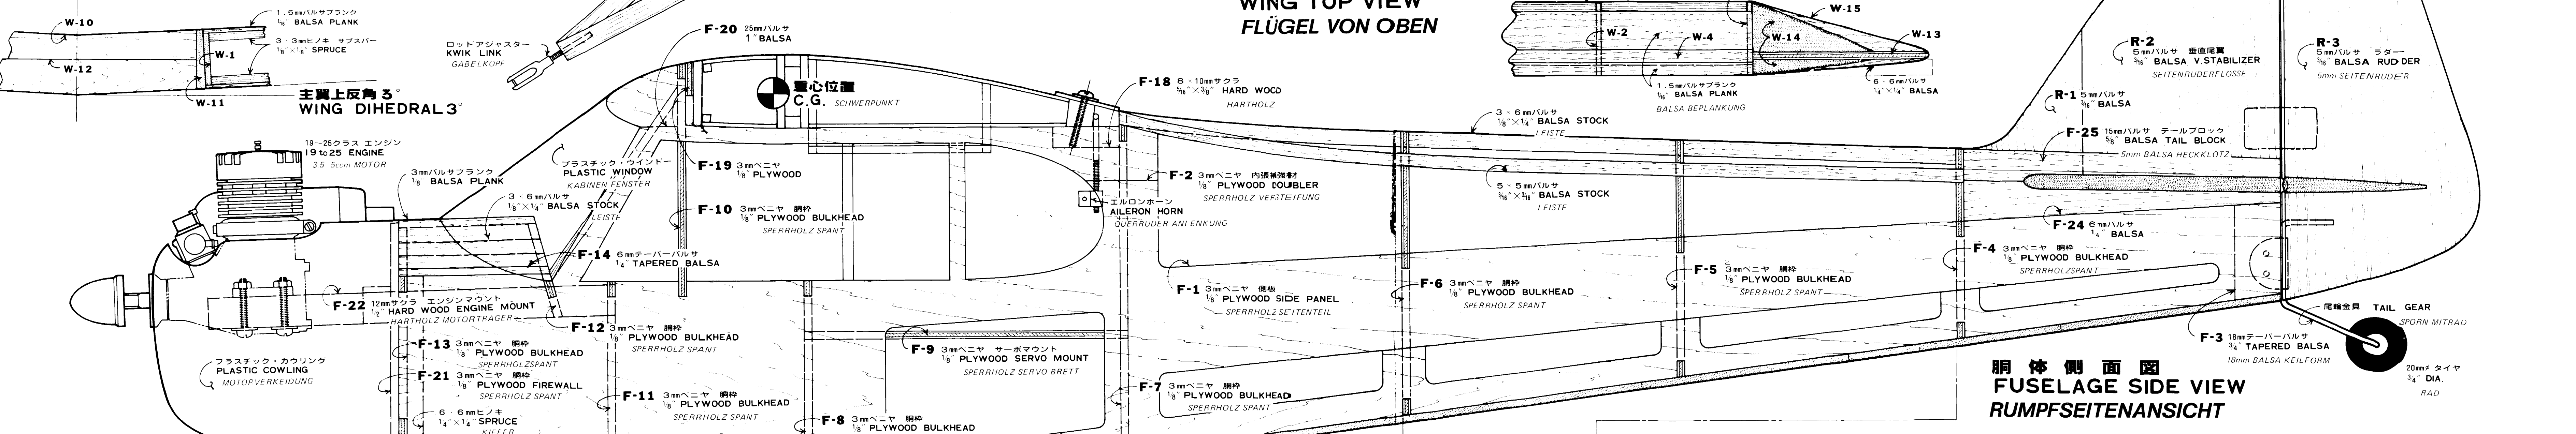 W-10
1.5mmバルサプランク
1/16" BALSA PLANK
3×3mmヒノキ サブスパー
1/8"×1/8" SPRUCE
W-1
W-12
W-11
主翼上反角3°
WING DIHEDRAL3°
ロッドアジャスター
KWIK LINK
GABELKOPF
F-20 25mmバルサ
1" BALSA
WING TOP VIEW
FLÜGEL VON OBEN
W-15
W-2
W-4
W-14
W-13
1.5mmバルサプランク
1/16" BALSA PLANK
BALSA BEPLANKUNG
6×6mmバルサ
1/4"×1/4" BALSA
R-2
5mmバルサ 垂直尾翼
3/16" BALSA V.STABILIZER
SEITENRUDERFLOSSE
R-3
5mmバルサ ラダー
3/16" BALSA RUDDER
5mm SEITENRUDER
R-1 5mmバルサ
3/16" BALSA
重心位置
C.G. SCHWERPUNKT
F-18 8×10mmサクラ
5/16"×3/8" HARD WOOD
HARTHOLZ
3×6mmバルサ
1/8"×1/4" BALSA STOCK
LEISTE
F-25 15mmバルサ テールブロック
5/8" BALSA TAIL BLOCK
5mm BALSA HECKKLOTZ
19〜25クラス エンジン
19 to 25 ENGINE
3.5 5ccm MOTOR
3mmバルサプランク
1/8" BALSA PLANK
プラスチック・ウインドー
PLASTIC WINDOW
KABINEN FENSTER
F-19 3mmベニヤ
1/8" PLYWOOD
F-2 3mmベニヤ 内張補強材
1/8" PLYWOOD DOUBLER
SPERRHOLZ VERSTEIFUNG
5×5mmバルサ
3/16"×3/16" BALSA STOCK
LEISTE
3×6mmバルサ
1/8"×1/4" BALSA STOCK
LEISTE
F-10 3mmベニヤ 胴枠
1/8" PLYWOOD BULKHEAD
SPERRHOLZ SPANT
エルロンホーン
AILERON HORN
QUERRUDER ANLENKUNG
F-24 6mmバルサ
1/4" BALSA
F-14 6mmテーパーバルサ
1/4" TAPERED BALSA
F-4 3mmベニヤ 胴枠
1/8" PLYWOOD BULKHEAD
SPERRHOLZSPANT
F-5 3mmベニヤ 胴枠
1/8" PLYWOOD BULKHEAD
SPERRHOLZ SPANT
F-6 3mmベニヤ 胴枠
1/8" PLYWOOD BULKHEAD
SPERRHOLZ SPANT
F-1 3mmベニヤ 側板
1/8" PLYWOOD SIDE PANEL
SPERRHOLZ SEITENTEIL
F-22 12mmサクラ エンジンマウント
1/2" HARD WOOD ENGINE MOUNT
HARTHOLZ MOTORTRÄGER
F-12 3mmベニヤ 胴枠
1/8" PLYWOOD BULKHEAD
SPERRHOLZ SPANT
尾輪金具 TAIL GEAR
SPORN MITRAD
F-13 3mmベニヤ 胴枠
1/8" PLYWOOD BULKHEAD
SPERRHOLZSPANT
F-9 3mmベニヤ サーボマウント
1/8" PLYWOOD SERVO MOUNT
SPERRHOLZ SERVO BRETT
F-3 18mmテーパーバルサ
3/4" TAPERED BALSA
18mm BALSA KEILFORM
プラスチック・カウリング
PLASTIC COWLING
MOTORVERKEIDUNG
F-21 3mmベニヤ 胴枠
1/8" PLYWOOD FIREWALL
SPERRHOLZ SPANT
20mmφ タイヤ
3/4" DIA.
RAD
胴体側面図
FUSELAGE SIDE VIEW
RUMPFSEITENANSICHT
F-11 3mmベニヤ 胴枠
1/8" PLYWOOD BULKHEAD
SPERRHOLZ SPANT
F-7 3mmベニヤ 胴枠
1/8" PLYWOOD BULKHEAD
SPERRHOLZ SPANT
6×6mmヒノキ
1/4"×1/4" SPRUCE
KIEFER
F-8 3mmベニヤ 胴枠
1/8" PLYWOOD BULKHEAD